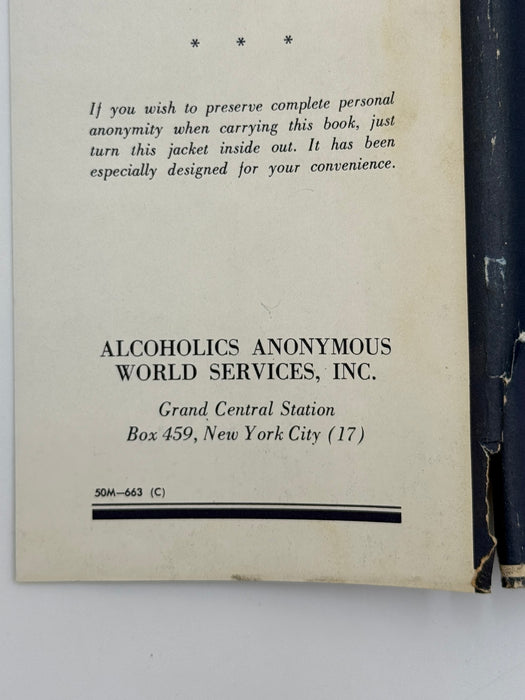 * * *
If you wish to preserve complete personal
anonymity when carrying this book, just
turn this jacket inside out. It has been
especially designed for your convenience.
ALCOHOLICS ANONYMOUS
WORLD SERVICES, INC.
Grand Central Station
Box 459, New York City (17)
50M—663 (C)